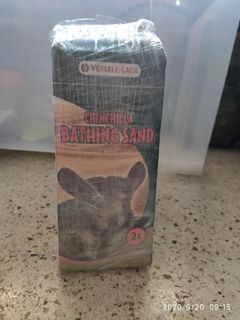 VERSELE-LAGA
CHINCHILLA
BATHING SAND
2L
2020/9/20 09:15